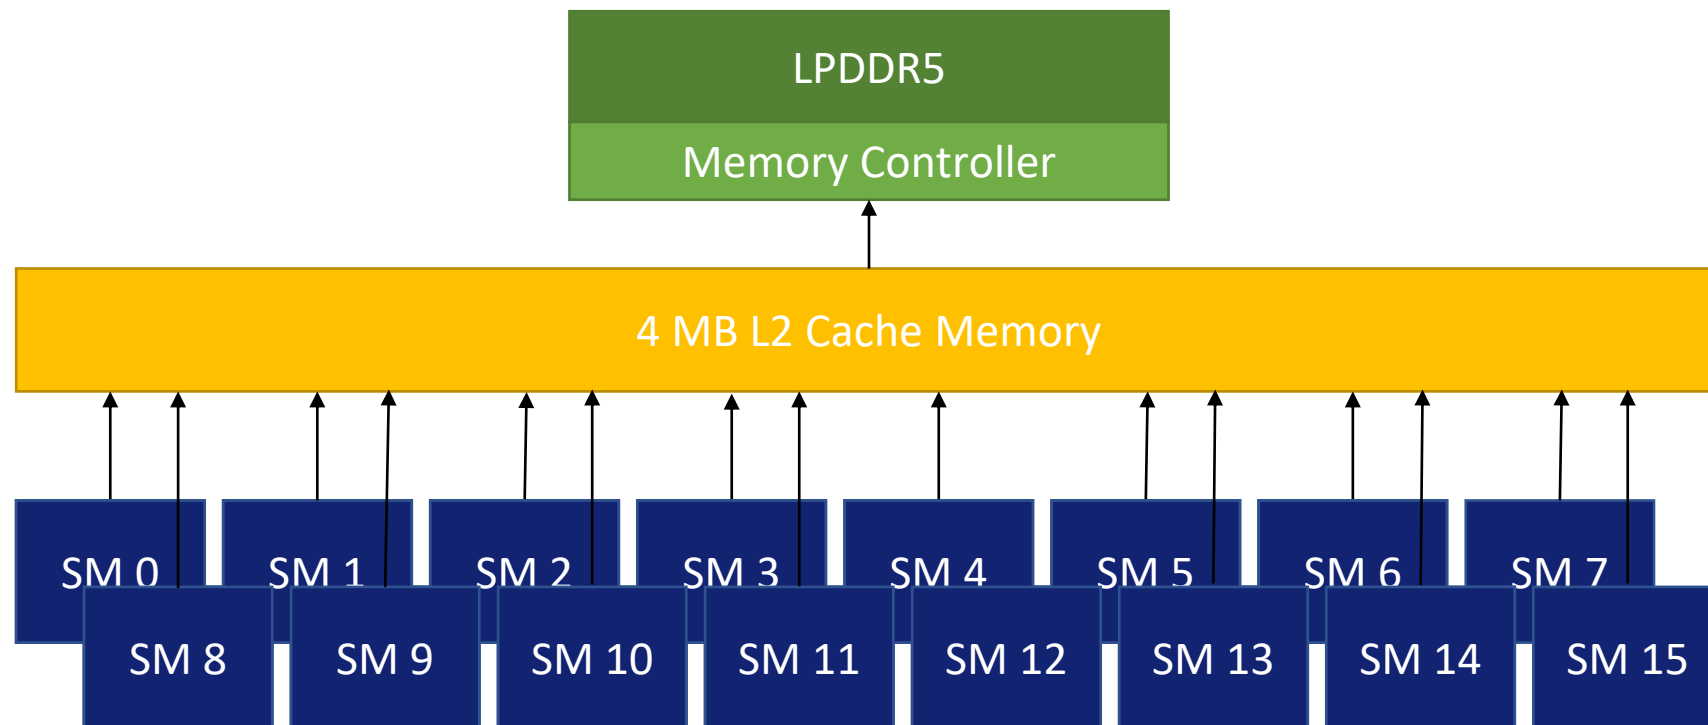 LPDDR5
Memory Controller
4 MB L2 Cache Memory
SM 0
SM 1
SM 2
SM 3
SM 4
SM 5
SM 6
SM 7
SM 8
SM 9
SM 10
SM 11
SM 12
SM 13
SM 14
SM 15